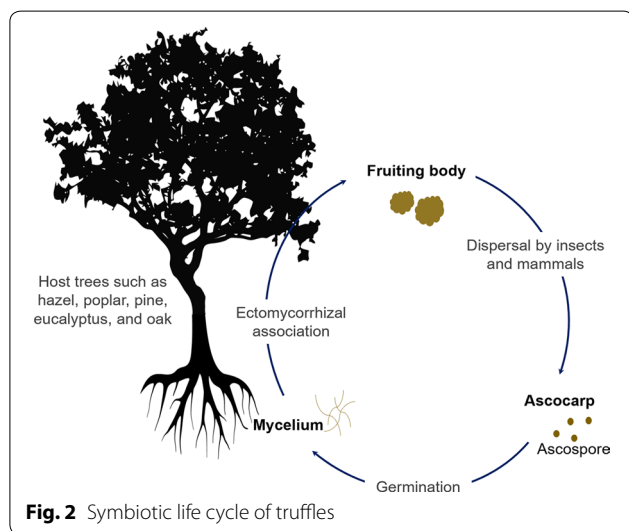 Fruiting body
Dispersal by insects
and mammals
Host trees such as
hazel, poplar, pine,
eucalyptus, and oak
Ectomycorrhizal
association
Ascocarp
Ascospore
Mycelium
Germination
Fig. 2 Symbiotic life cycle of truffles